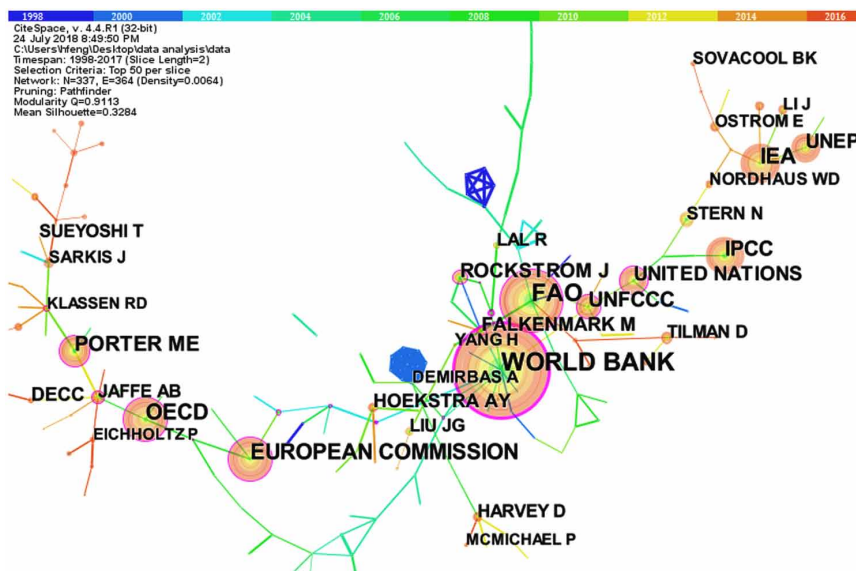 1998 2000 2002 2004 2006 2008 2010 2012 2014 2016
CiteSpace, v. 4.4.R1 (32-bit)
24 July 2018 8:49:50 PM
C:\Users\hfeng\Desktop\data analysis\data
Timespan: 1998-2017 (Slice Length=2)
Selection Criteria: Top 50 per slice
Network: N=337, E=364 (Density=0.0064)
Pruning: Pathfinder
Modularity Q=0.9113
Mean Silhouette=0.3284
SOVACOOL BK
LI J
OSTROM E
UNEP
IEA
NORDHAUS WD
STERN N
SUEYOSHI T
LAL R
IPCC
SARKIS J
ROCKSTROM J
UNITED NATIONS
FAO
UNFCCC
KLASSEN RD
FALKENMARK M
TILMAN D
PORTER ME
YANG H
WORLD BANK
DEMIRBAS A
DECC
JAFFE AB
HOEKSTRA AY
OECD
LIU JG
EICHHOLTZ P
EUROPEAN COMMISSION
HARVEY D
MCMICHAEL P